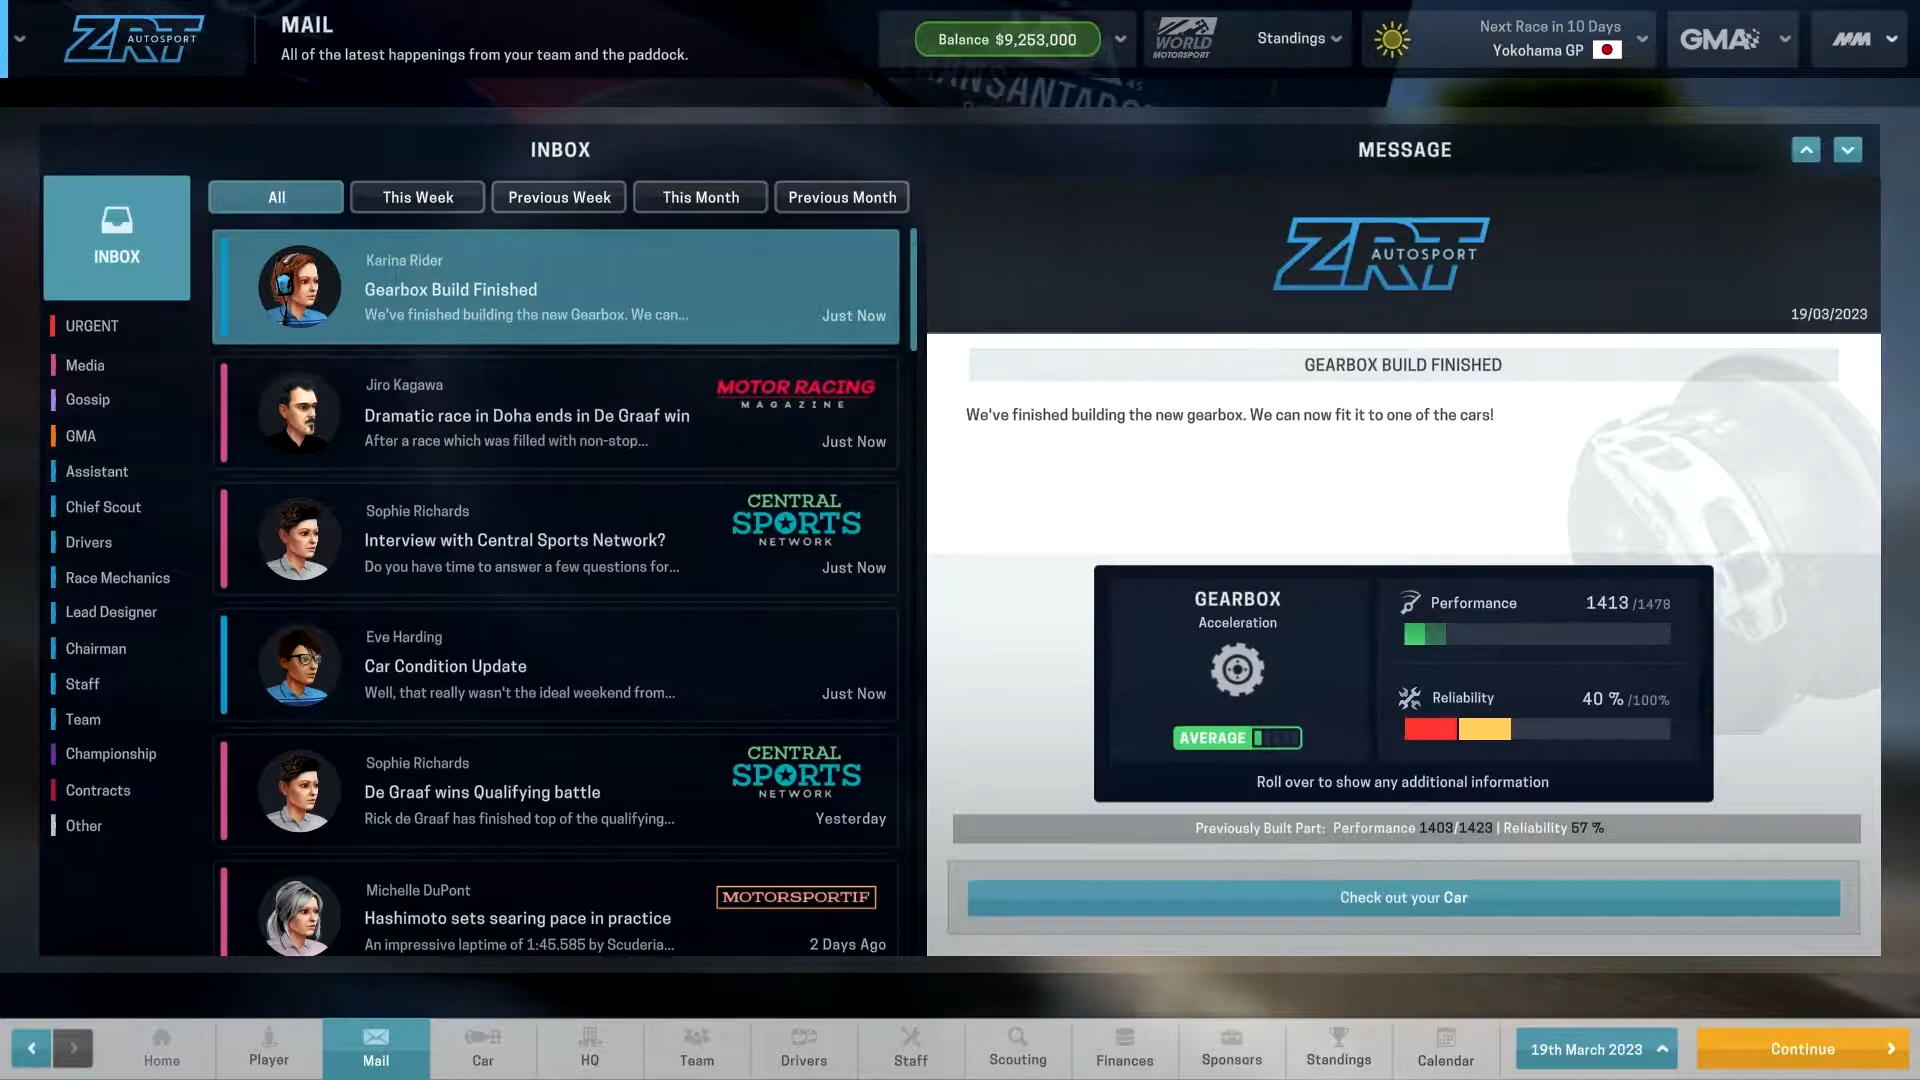 ZRT
AUTOSPORT
MAIL
All of the latest happenings from your team and the paddock.
Balance $9,253,000
WORLD
MOTORSPORT
Standings
Next Race in 10 Days
Yokohama GP
GMA
MM
INBOX
MESSAGE
INBOX
All
This Week
Previous Week
This Month
Previous Month
URGENT
Media
Gossip
GMA
Assistant
Chief Scout
Drivers
Race Mechanics
Lead Designer
Chairman
Staff
Team
Championship
Contracts
Other
Karina Rider
Gearbox Build Finished
We've finished building the new Gearbox. We can...
Just Now
Jiro Kagawa
MOTOR RACING
MAGAZINE
Dramatic race in Doha ends in De Graaf win
After a race which was filled with non-stop...
Just Now
Sophie Richards
CENTRAL
SPORTS
NETWORK
Interview with Central Sports Network?
Do you have time to answer a few questions for...
Just Now
Eve Harding
Car Condition Update
Well, that really wasn't the ideal weekend from...
Just Now
Sophie Richards
CENTRAL
SPORTS
NETWORK
De Graaf wins Qualifying battle
Rick de Graaf has finished top of the qualifying...
Yesterday
Michelle DuPont
MOTORSPORTIF
Hashimoto sets searing pace in practice
An impressive laptime of 1:45.585 by Scuderia...
2 Days Ago
ZRT
AUTOSPORT
19/03/2023
GEARBOX BUILD FINISHED
We've finished building the new gearbox. We can now fit it to one of the cars!
GEARBOX
Acceleration
AVERAGE
Performance 1413 /1478
Reliability 40 % /100%
Roll over to show any additional information
Previously Built Part: Performance 1403/1423 | Reliability 57 %
Check out your Car
Home
Player
Mail
Car
HQ
Team
Drivers
Staff
Scouting
Finances
Sponsors
Standings
Calendar
19th March 2023
Continue